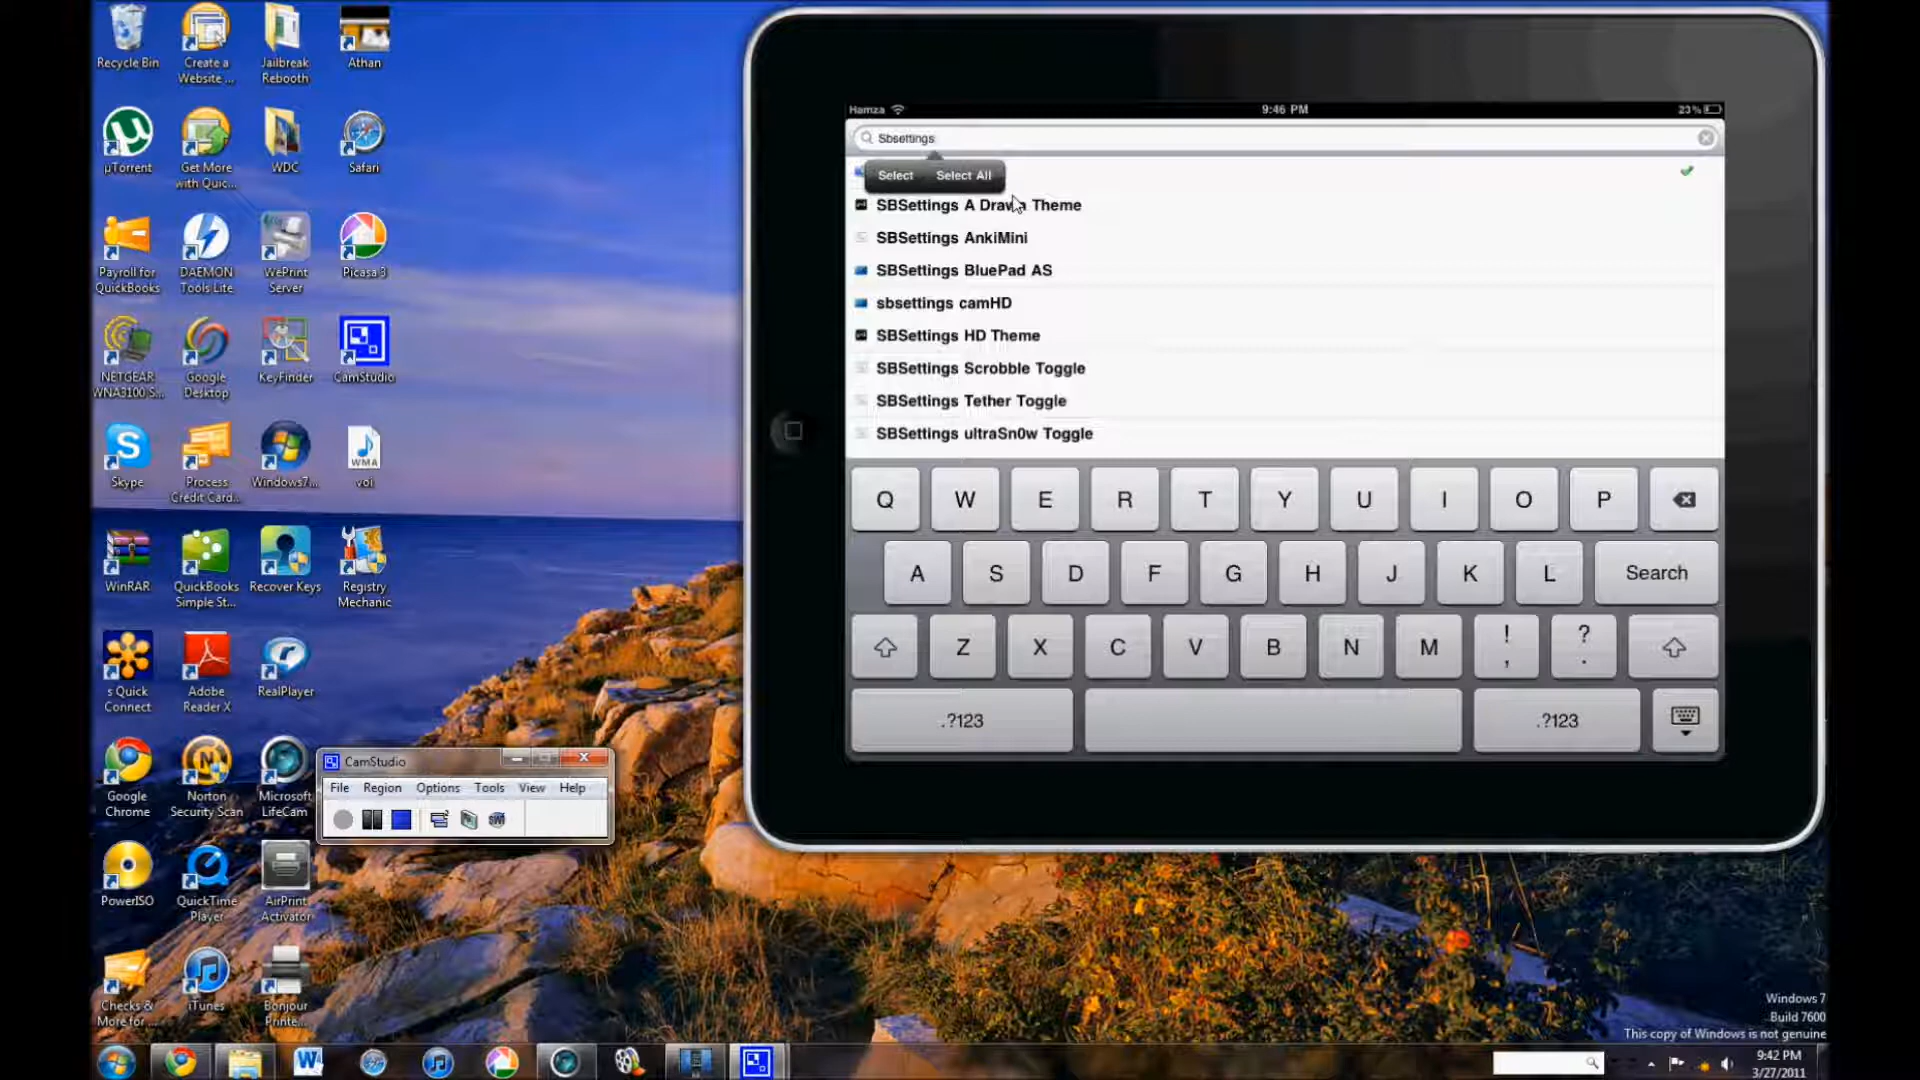 Recycle Bin
Create a
Website ...
Jailbreak
Rebooth
Athan
µTorrent
Get More
with Quic...
WDC
Safari
Payroll for
QuickBooks
DAEMON
Tools Lite
WePrint
Server
Picasa 3
NETGEAR
WNA3100 S...
Google
Desktop
KeyFinder
CamStudio
Skype
Process
Credit Card...
Windows7...
WMA
voi
WinRAR
QuickBooks
Simple St...
Recover Keys
Registry
Mechanic
s Quick
Connect
Adobe
Reader X
RealPlayer
Google
Chrome
Norton
Security Scan
Microsoft
LifeCam
PowerISO
QuickTime
Player
AirPrint
Activator
Checks &
More for ...
iTunes
Bonjour
Printe...
CamStudio
File Region Options Tools View Help
Hamza 9:46 PM 23%
Sbsettings
Select Select All
SBSettings A Drawn Theme
SBSettings AnkiMini
SBSettings BluePad AS
sbsettings camHD
SBSettings HD Theme
SBSettings Scrobble Toggle
SBSettings Tether Toggle
SBSettings ultraSn0w Toggle
Q W E R T Y U I O P
A S D F G H J K L Search
Z X C V B N M ! , ? .
.?123 .?123
Windows 7
Build 7600
This copy of Windows is not genuine
9:42 PM
3/27/2011